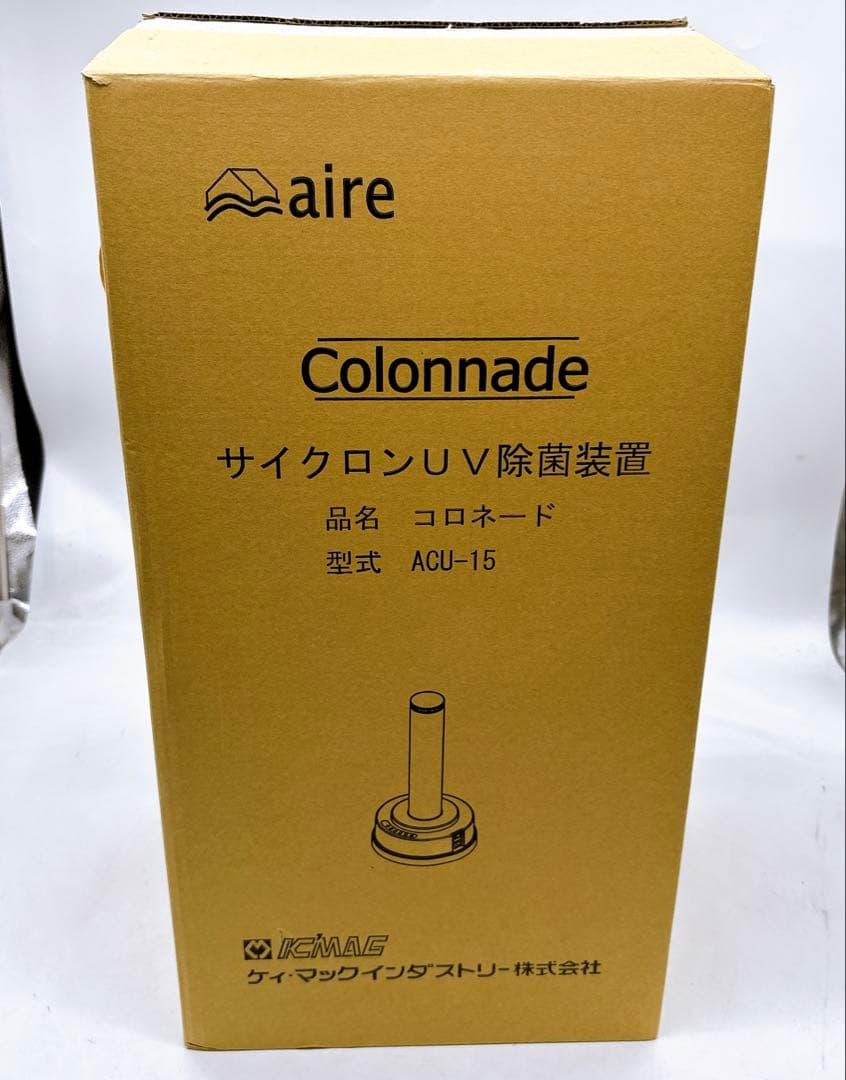 aire
Colonnade
サイクロンＵＶ除菌装置
品名　コロネード
型式　ACU-15
K'MAG
ケィ・マックインダストリー株式会社